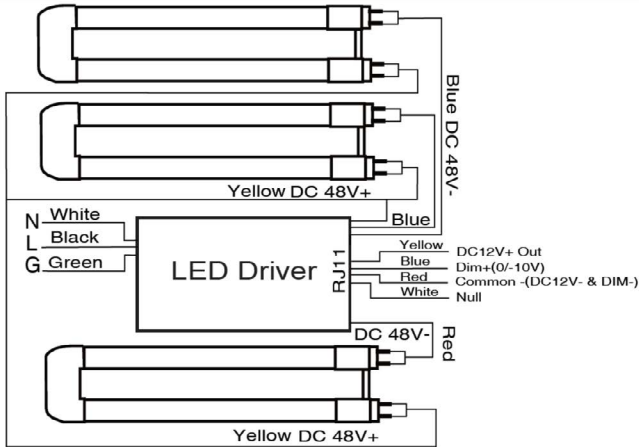 Blue DC 48V-
Yellow DC 48V+
N White
L Black
G Green
LED Driver
Blue
RJ11
Yellow DC12V+ Out
Blue Dim+(0/-10V)
Red Common -(DC12V- & DIM-)
White Null
DC 48V-
Red
Yellow DC 48V+